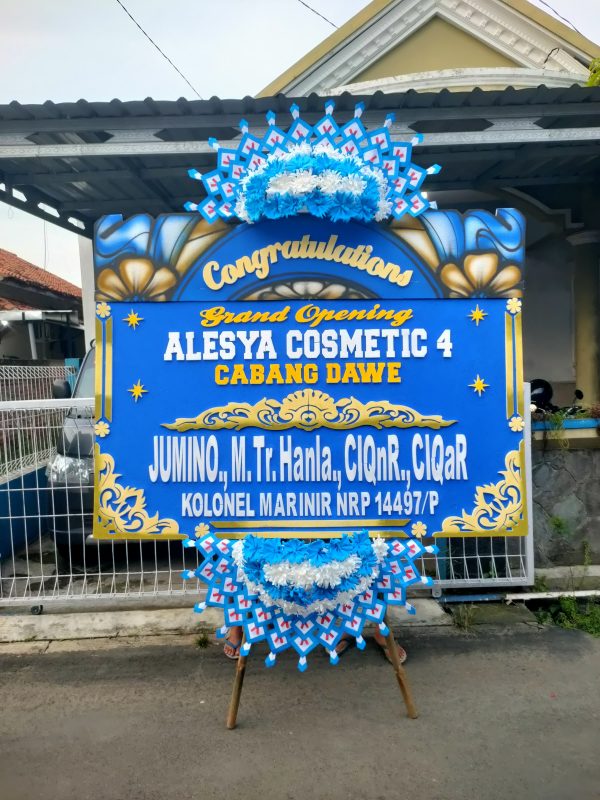 Congratulations
Grand Opening
ALESYA COSMETIC 4
CABANG DAWE
JUMINO., M.Tr. Hanla., CIQnR., CIQaR
KOLONEL MARINIR NRP 14497/P